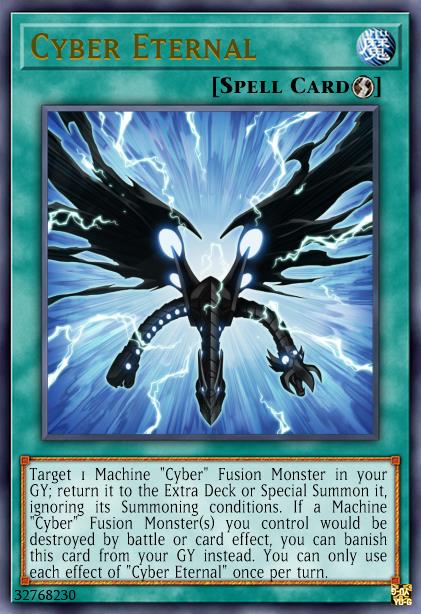 CYBER ETERNAL
魔
[SPELL CARD]
Target 1 Machine "Cyber" Fusion Monster in your
GY; return it to the Extra Deck or Special Summon it,
ignoring its Summoning conditions. If a Machine
"Cyber" Fusion Monster(s) you control would be
destroyed by battle or card effect, you can banish
this card from your GY instead. You can only use
each effect of "Cyber Eternal" once per turn.
32768230